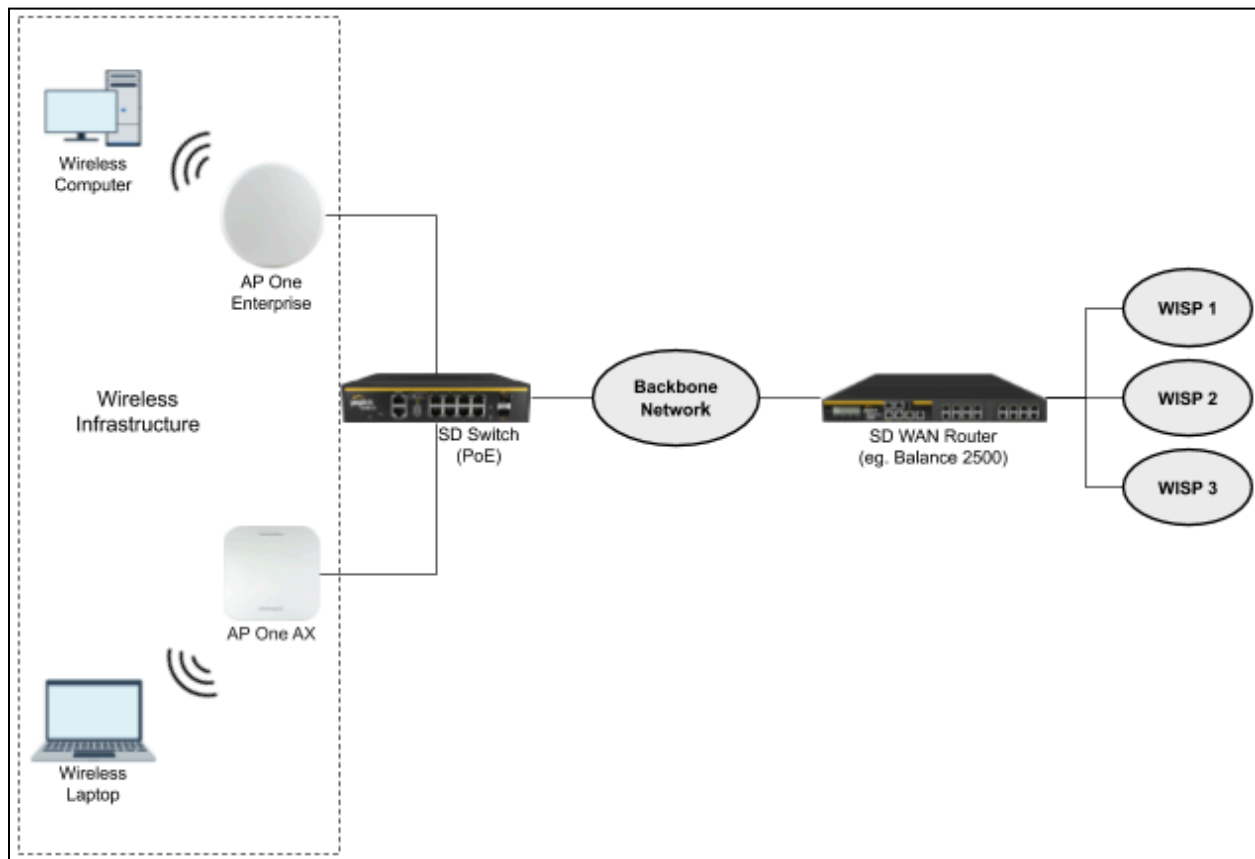 Wireless
Computer
AP One
Enterprise
Wireless
Infrastructure
SD Switch
(PoE)
Backbone
Network
SD WAN Router
(eg. Balance 2500)
WISP 1
WISP 2
WISP 3
AP One AX
Wireless
Laptop